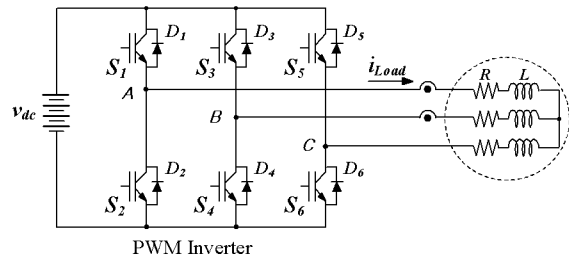 D1 D3 D5
S1 S3 S5
iLoad
R L
A
vdc
B
C
D2 D4 D6
S2 S4 S6
PWM Inverter